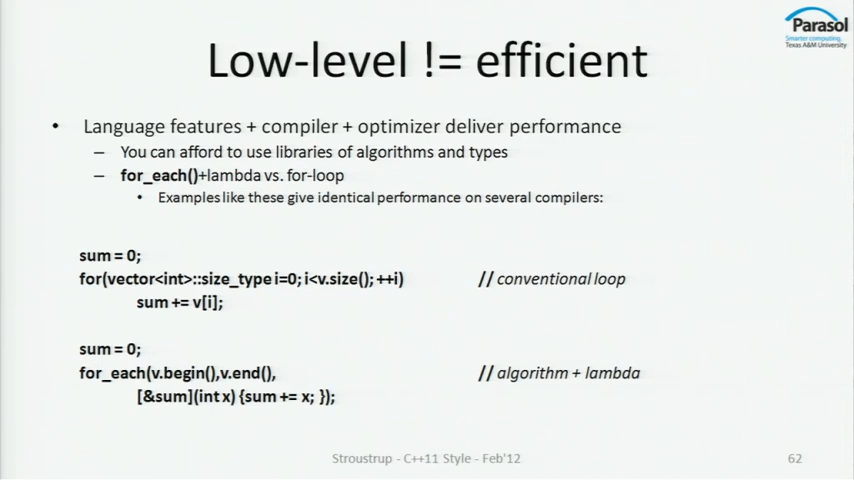 Parasol
Smarter computing.
Texas A&M University
Low-level != efficient
• Language features + compiler + optimizer deliver performance
– You can afford to use libraries of algorithms and types
– for_each()+lambda vs. for-loop
• Examples like these give identical performance on several compilers:
sum = 0;
for(vector<int>::size_type i=0; i<v.size(); ++i) // conventional loop
sum += v[i];
sum = 0;
for_each(v.begin(),v.end(), // algorithm + lambda
[&sum](int x) {sum += x; });
Stroustrup - C++11 Style - Feb'12 62